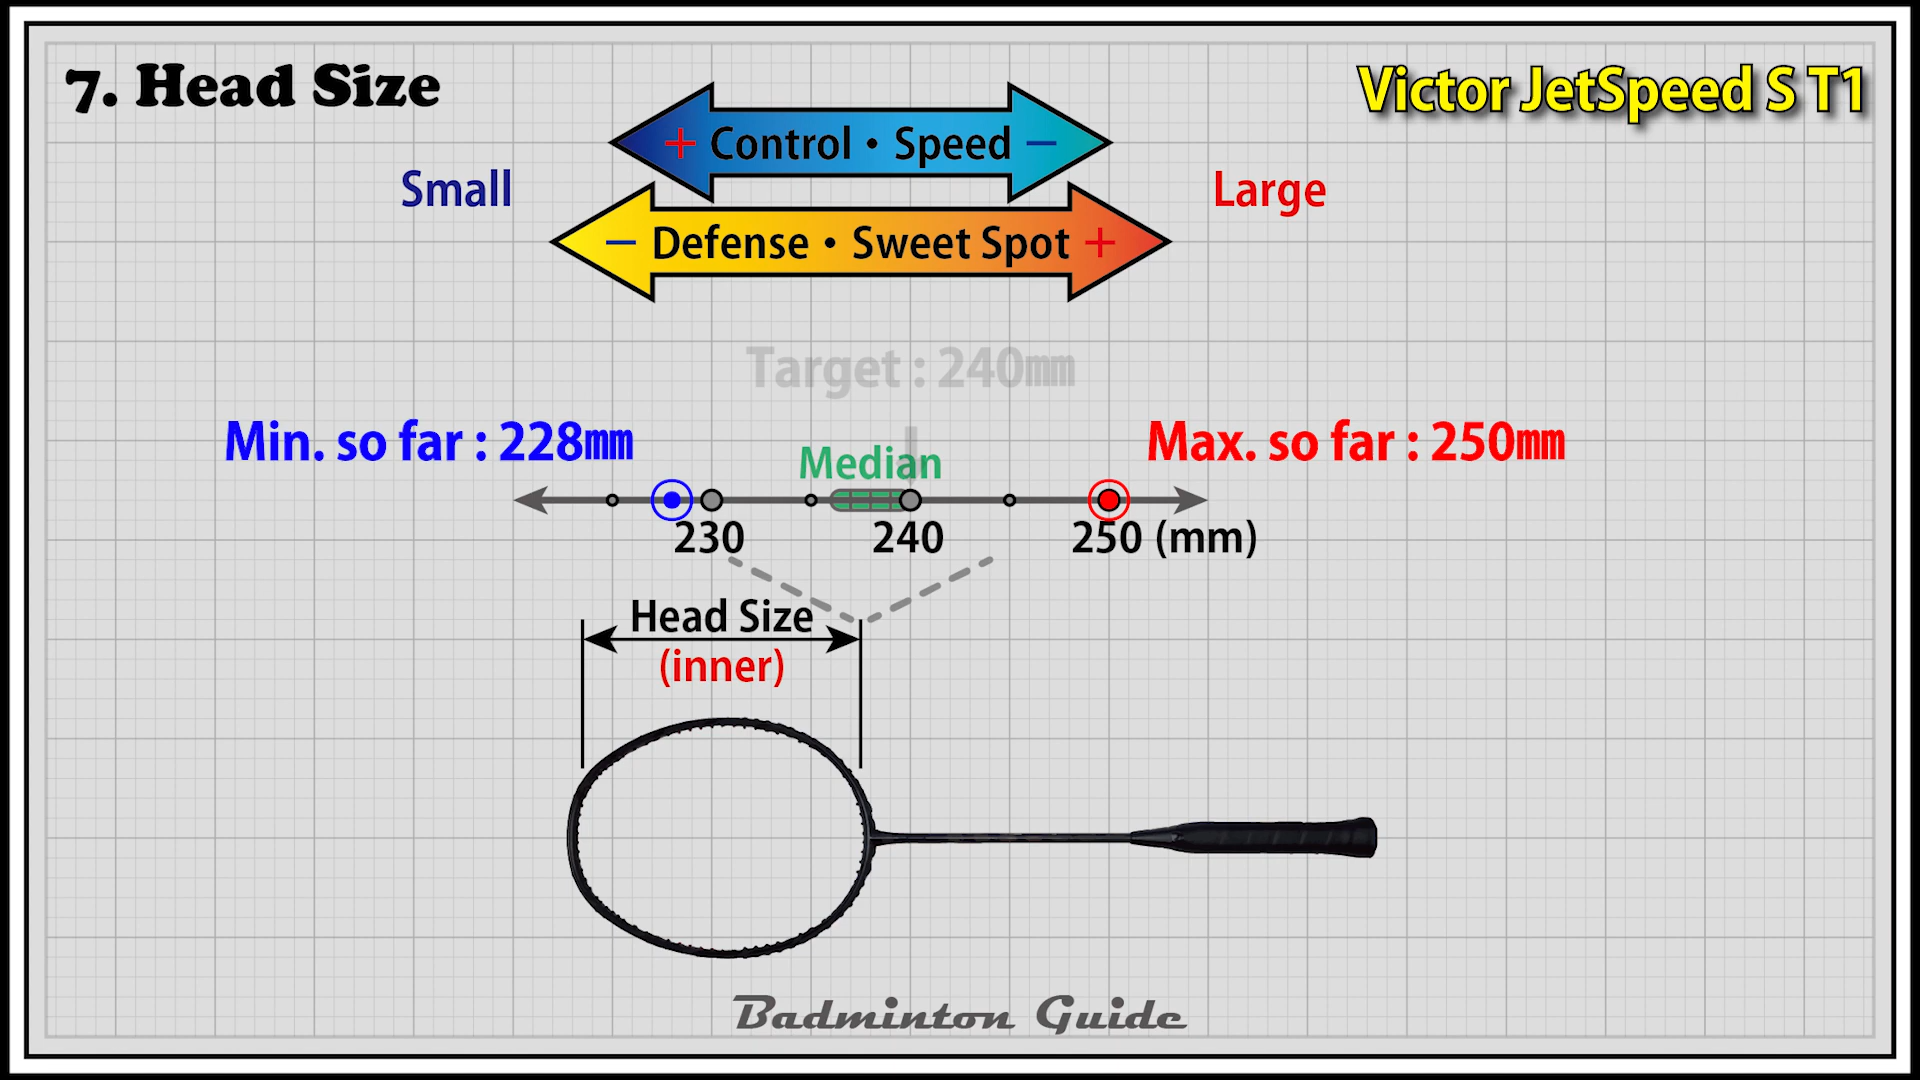 7. Head Size
Victor JetSpeed S T1
+ Control • Speed −
Small
Large
− Defense • Sweet Spot +
Target : 240㎜
Min. so far : 228㎜
Max. so far : 250㎜
Median
230
240
250 (mm)
Head Size
(inner)
Badminton Guide